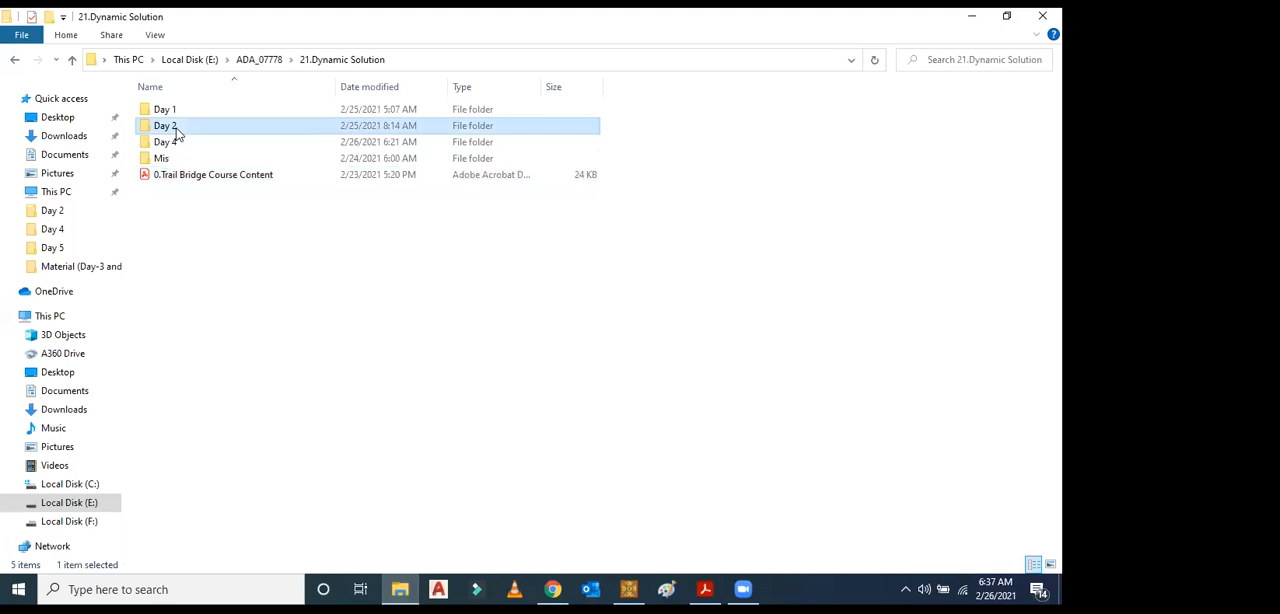 21.Dynamic Solution
File Home Share View
This PC Local Disk (E:) ADA_07778 21.Dynamic Solution Search 21.Dynamic Solution
Name Date modified Type Size
Day 1 2/25/2021 5:07 AM File folder
Day 2 2/25/2021 8:14 AM File folder
Day 4 2/26/2021 6:21 AM File folder
Mis 2/24/2021 6:00 AM File folder
0.Trail Bridge Course Content 2/23/2021 5:20 PM Adobe Acrobat D... 24 KB
Quick access
Desktop
Downloads
Documents
Pictures
This PC
Day 2
Day 4
Day 5
Material (Day-3 and
OneDrive
This PC
3D Objects
A360 Drive
Desktop
Documents
Downloads
Music
Pictures
Videos
Local Disk (C:)
Local Disk (E:)
Local Disk (F:)
Network
5 items 1 item selected
Type here to search
6:37 AM
2/26/2021
14